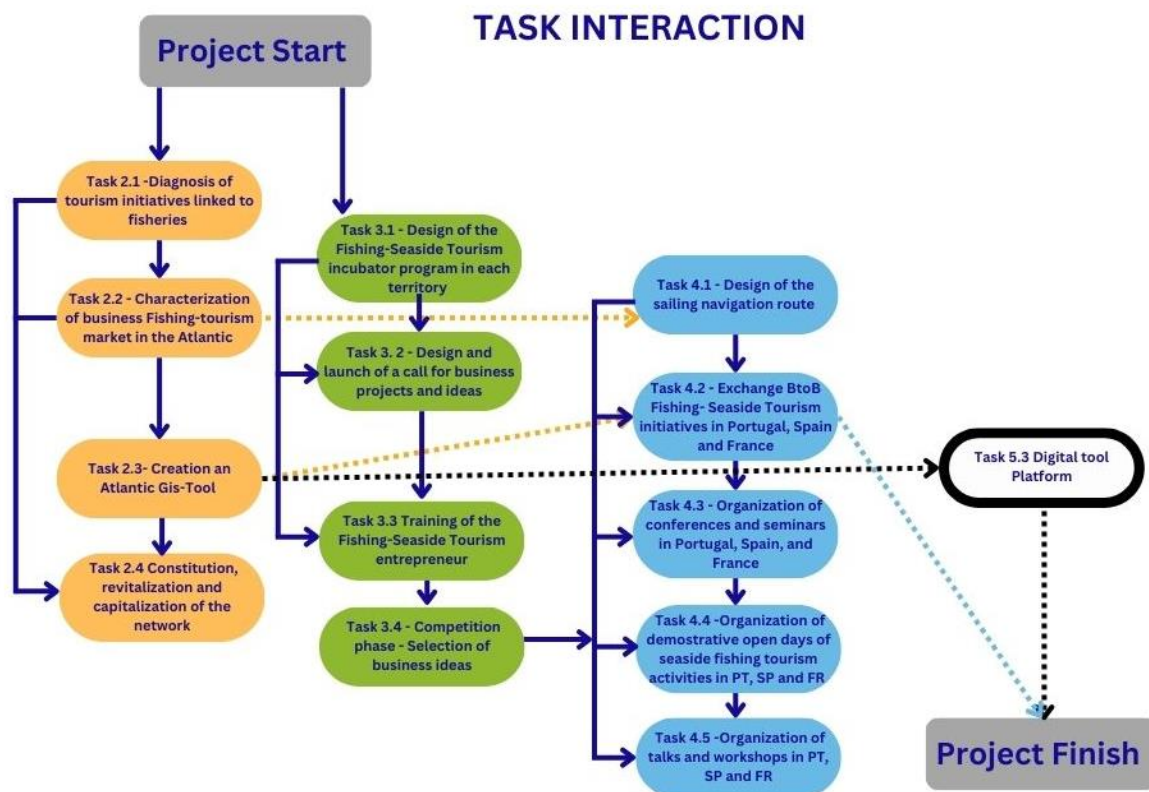 TASK INTERACTION
Project Start
Task 2.1 -Diagnosis of
tourism initiatives linked to
fisheries
Task 2.2 - Characterization
of business Fishing-tourism
market in the Atlantic
Task 2.3- Creation an
Atlantic Gis-Tool
Task 2.4 Constitution,
revitalization and
capitalization of the
network
Task 3.1 - Design of the
Fishing-Seaside Tourism
incubator program in each
territory
Task 3. 2 - Design and
launch of a call for business
projects and ideas
Task 3.3 Training of the
Fishing-Seaside Tourism
entrepreneur
Task 3.4 - Competition
phase - Selection of
business ideas
Task 4.1 - Design of the
sailing navigation route
Task 4.2 - Exchange BtoB
Fishing- Seaside Tourism
initiatives in Portugal, Spain
and France
Task 4.3 - Organization of
conferences and seminars
in Portugal, Spain, and
France
Task 4.4 -Organization of
demostrative open days of
seaside fishing tourism
activities in PT, SP and FR
Task 4.5 -Organization of
talks and workshops in PT,
SP and FR
Task 5.3 Digital tool
Platform
Project Finish